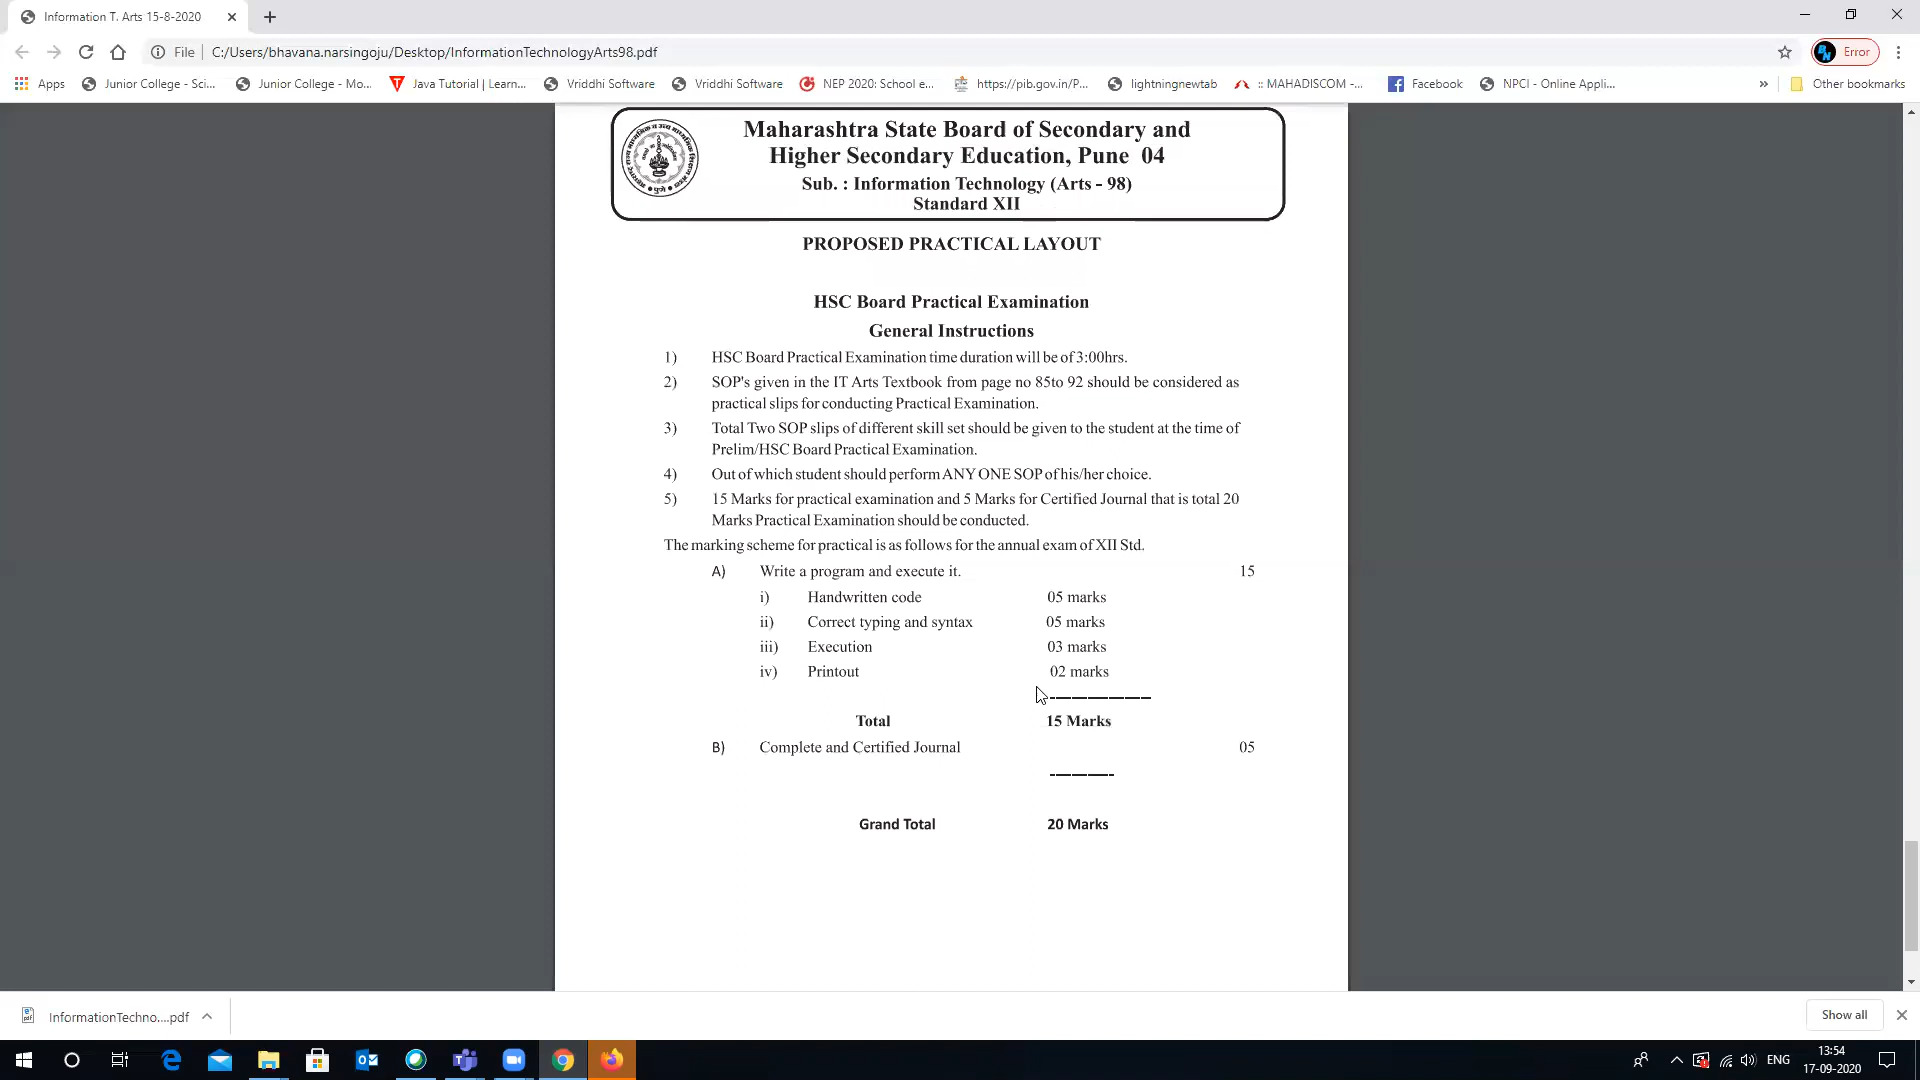 Information T. Arts 15-8-2020
File
C:/Users/bhavana.narsingoju/Desktop/InformationTechnologyArts98.pdf
Error
Apps
Junior College - Sci...
Junior College - Mo...
Java Tutorial | Learn...
Vriddhi Software
Vriddhi Software
NEP 2020: School e...
https://pib.gov.in/P...
lightningnewtab
:: MAHADISCOM -...
Facebook
NPCI - Online Appli...
»
Other bookmarks
Maharashtra State Board of Secondary and
Higher Secondary Education, Pune 04
Sub. : Information Technology (Arts - 98)
Standard XII
PROPOSED PRACTICAL LAYOUT
HSC Board Practical Examination
General Instructions
1) HSC Board Practical Examination time duration will be of 3:00hrs.
2) SOP's given in the IT Arts Textbook from page no 85to 92 should be considered as
practical slips for conducting Practical Examination.
3) Total Two SOP slips of different skill set should be given to the student at the time of
Prelim/HSC Board Practical Examination.
4) Out of which student should perform ANY ONE SOP of his/her choice.
5) 15 Marks for practical examination and 5 Marks for Certified Journal that is total 20
Marks Practical Examination should be conducted.
The marking scheme for practical is as follows for the annual exam of XII Std.
A) Write a program and execute it. 15
i) Handwritten code 05 marks
ii) Correct typing and syntax 05 marks
iii) Execution 03 marks
iv) Printout 02 marks
Total 15 Marks
B) Complete and Certified Journal 05
Grand Total 20 Marks
InformationTechno....pdf
Show all
ENG
13:54
17-09-2020